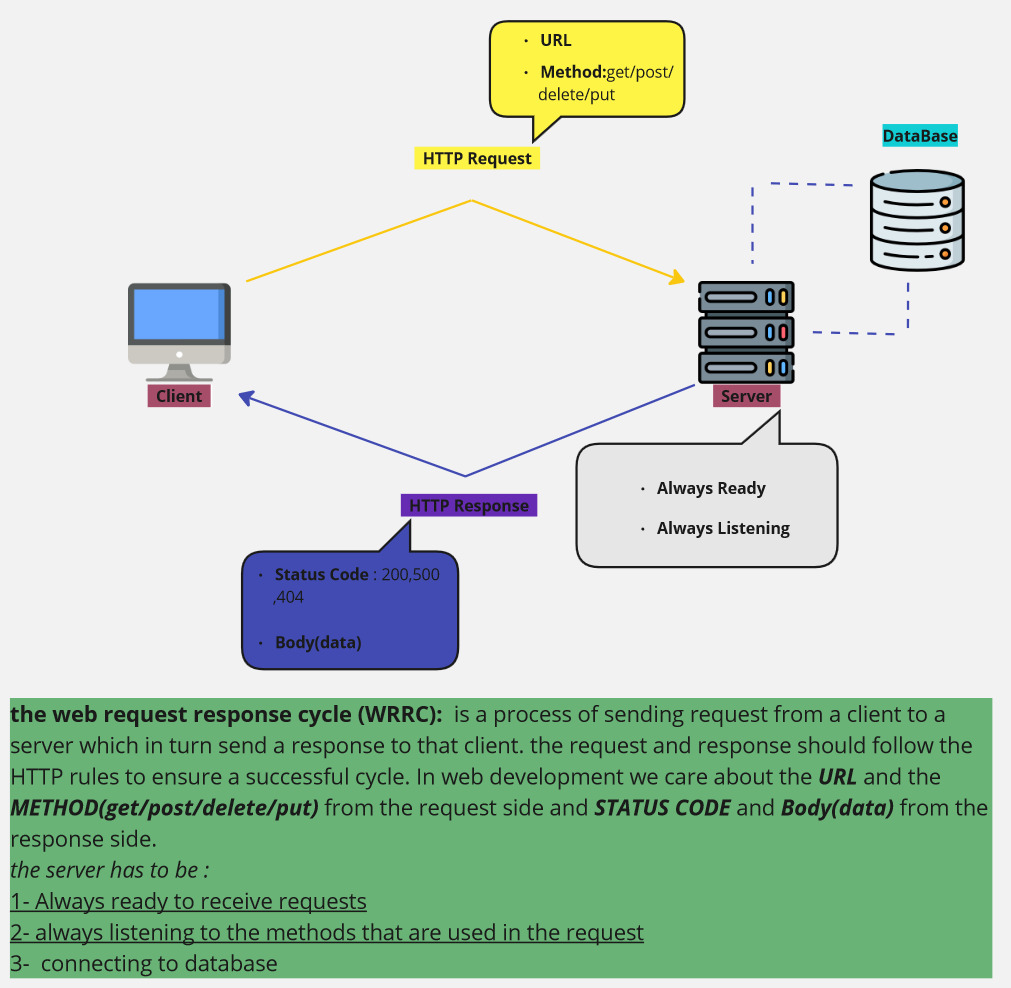 • URL
• Method:get/post/
delete/put
DataBase
HTTP Request
Client
Server
• Always Ready
• Always Listening
HTTP Response
• Status Code : 200,500
,404
• Body(data)
the web request response cycle (WRRC): is a process of sending request from a client to a
server which in turn send a response to that client. the request and response should follow the
HTTP rules to ensure a successful cycle. In web development we care about the URL and the
METHOD(get/post/delete/put) from the request side and STATUS CODE and Body(data) from the
response side.
the server has to be :
1- Always ready to receive requests
2- always listening to the methods that are used in the request
3- connecting to database